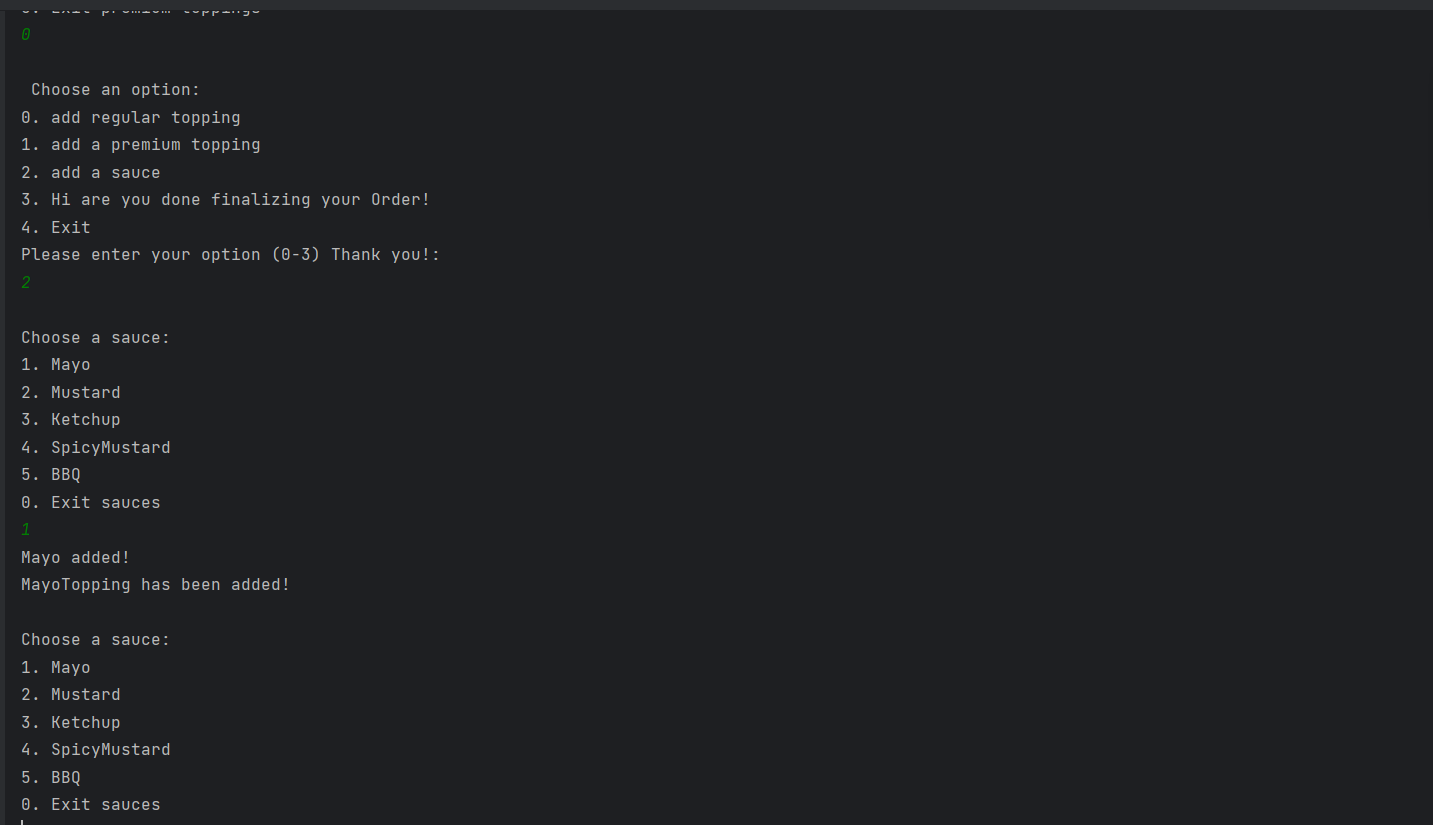 0. Exit premium toppings
0
Choose an option:
0. add regular topping
1. add a premium topping
2. add a sauce
3. Hi are you done finalizing your Order!
4. Exit
Please enter your option (0-3) Thank you!:
2
Choose a sauce:
1. Mayo
2. Mustard
3. Ketchup
4. SpicyMustard
5. BBQ
0. Exit sauces
1
Mayo added!
MayoTopping has been added!
Choose a sauce:
1. Mayo
2. Mustard
3. Ketchup
4. SpicyMustard
5. BBQ
0. Exit sauces